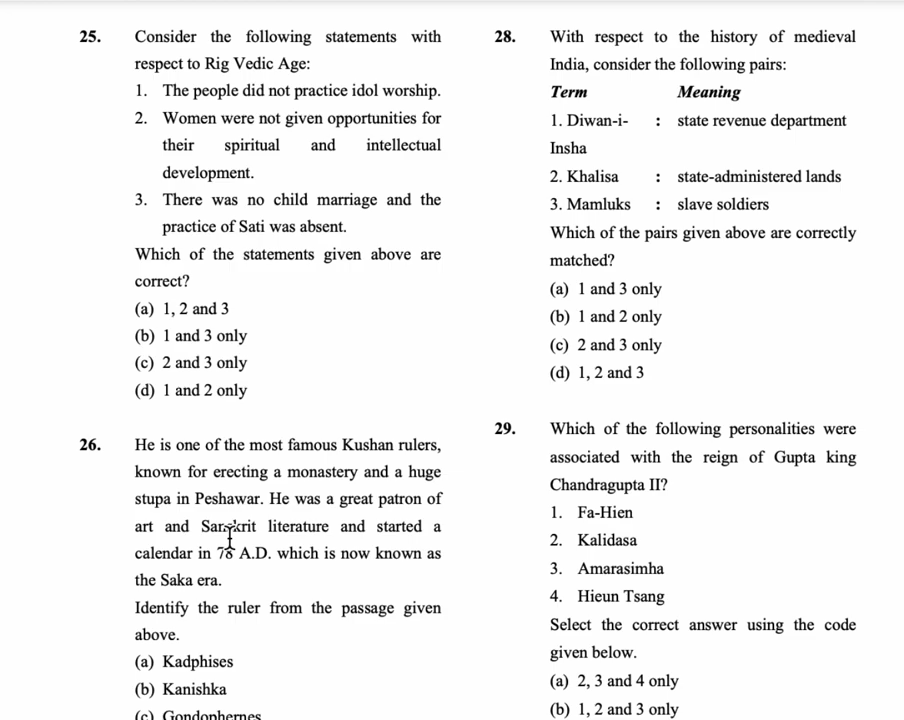 25. Consider the following statements with
respect to Rig Vedic Age:
1. The people did not practice idol worship.
2. Women were not given opportunities for
their spiritual and intellectual
development.
3. There was no child marriage and the
practice of Sati was absent.
Which of the statements given above are
correct?
(a) 1, 2 and 3
(b) 1 and 3 only
(c) 2 and 3 only
(d) 1 and 2 only
26. He is one of the most famous Kushan rulers,
known for erecting a monastery and a huge
stupa in Peshawar. He was a great patron of
art and Sanskrit literature and started a
calendar in 78 A.D. which is now known as
the Saka era.
Identify the ruler from the passage given
above.
(a) Kadphises
(b) Kanishka
(c) Gondophernes
28. With respect to the history of medieval
India, consider the following pairs:
Term Meaning
1. Diwan-i- : state revenue department
Insha
2. Khalisa : state-administered lands
3. Mamluks : slave soldiers
Which of the pairs given above are correctly
matched?
(a) 1 and 3 only
(b) 1 and 2 only
(c) 2 and 3 only
(d) 1, 2 and 3
29. Which of the following personalities were
associated with the reign of Gupta king
Chandragupta II?
1. Fa-Hien
2. Kalidasa
3. Amarasimha
4. Hieun Tsang
Select the correct answer using the code
given below.
(a) 2, 3 and 4 only
(b) 1, 2 and 3 only